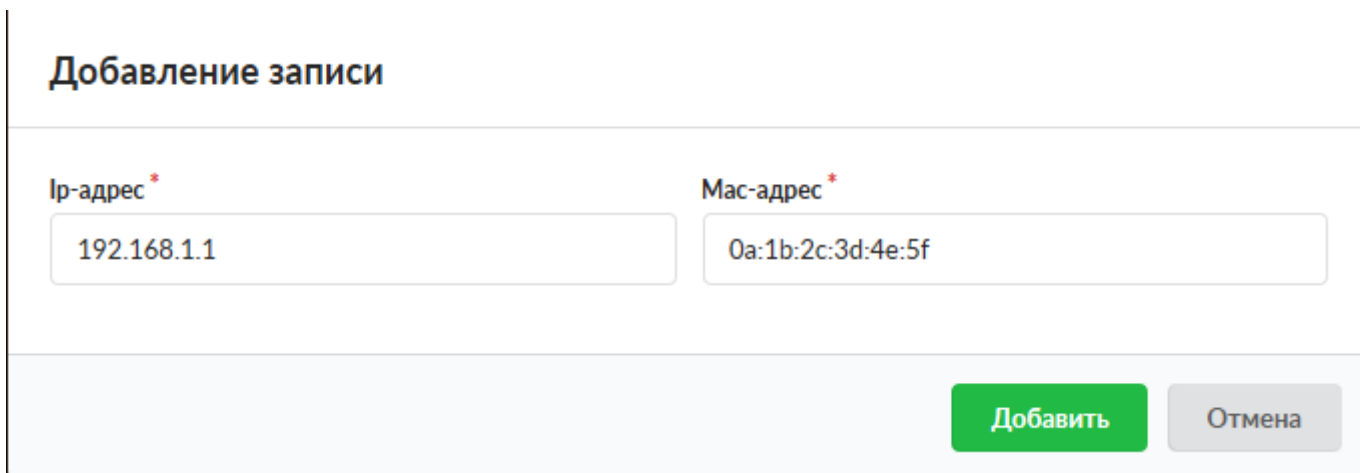 Добавление записи
Ip-адрес * Mac-адрес *
192.168.1.1 0a:1b:2c:3d:4e:5f
Добавить Отмена